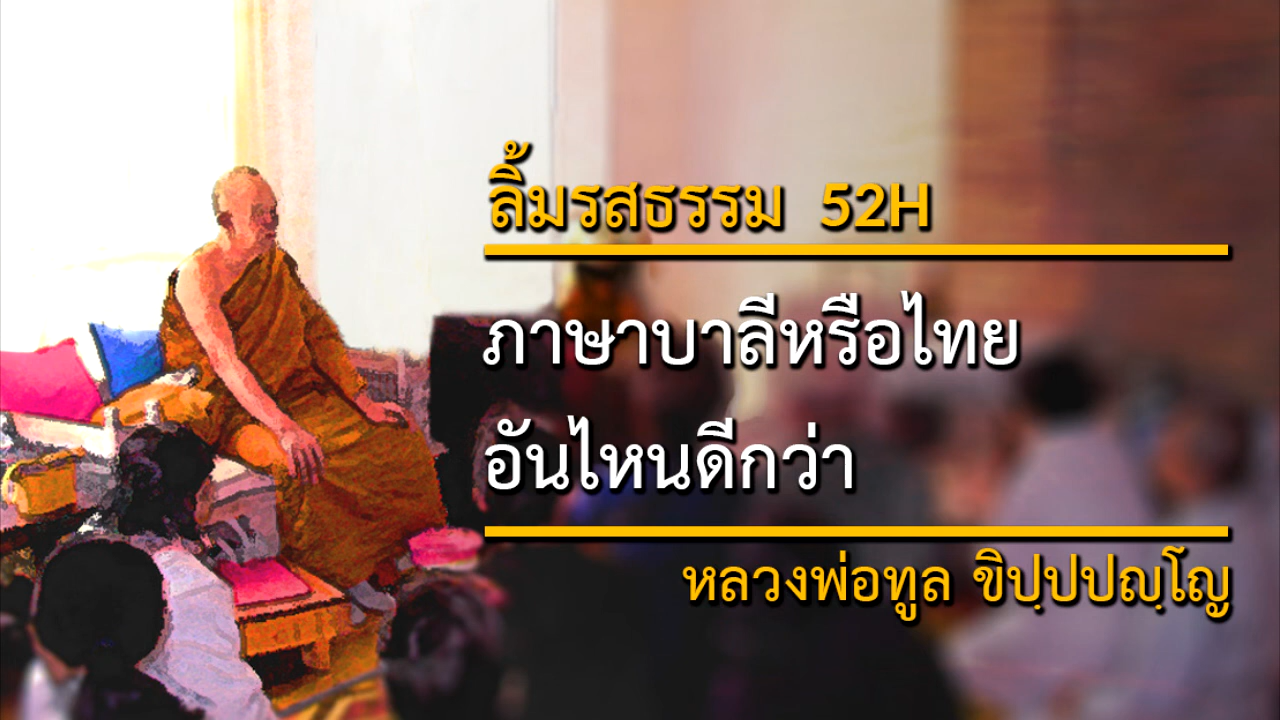 ลิ้มรสธรรม 52H
ภาษาบาลีหรือไทย
อันไหนดีกว่า
หลวงพ่อทูล ขิปฺปปญฺโญ